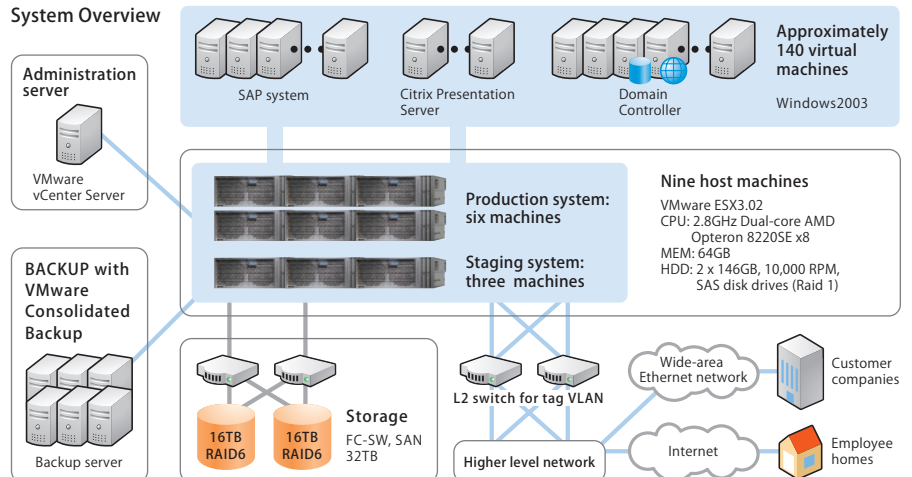 System Overview
Approximately
140 virtual
machines
Windows2003
SAP system
Citrix Presentation
Server
Domain
Controller
Administration
server
VMware
vCenter Server
Production system:
six machines
Staging system:
three machines
Nine host machines
VMware ESX3.02
CPU: 2.8GHz Dual-core AMD
Opteron 8220SE x8
MEM: 64GB
HDD: 2 x 146GB, 10,000 RPM,
SAS disk drives (Raid 1)
BACKUP with
VMware
Consolidated
Backup
Backup server
16TB
RAID6
16TB
RAID6
Storage
FC-SW, SAN
32TB
L2 switch for tag VLAN
Higher level network
Wide-area
Ethernet network
Internet
Customer
companies
Employee
homes